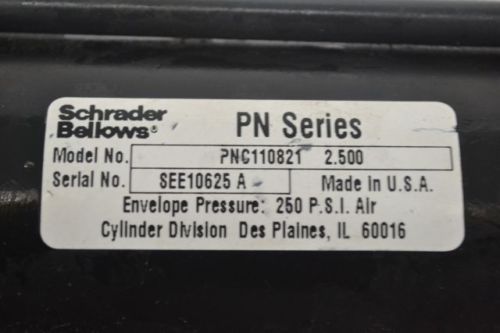 Schrader Bellows® PN Series
Model No. PNC110821 2.500
Serial No. SEE10625 A Made in U.S.A.
Envelope Pressure: 250 P.S.I. Air
Cylinder Division Des Plaines, IL 60016